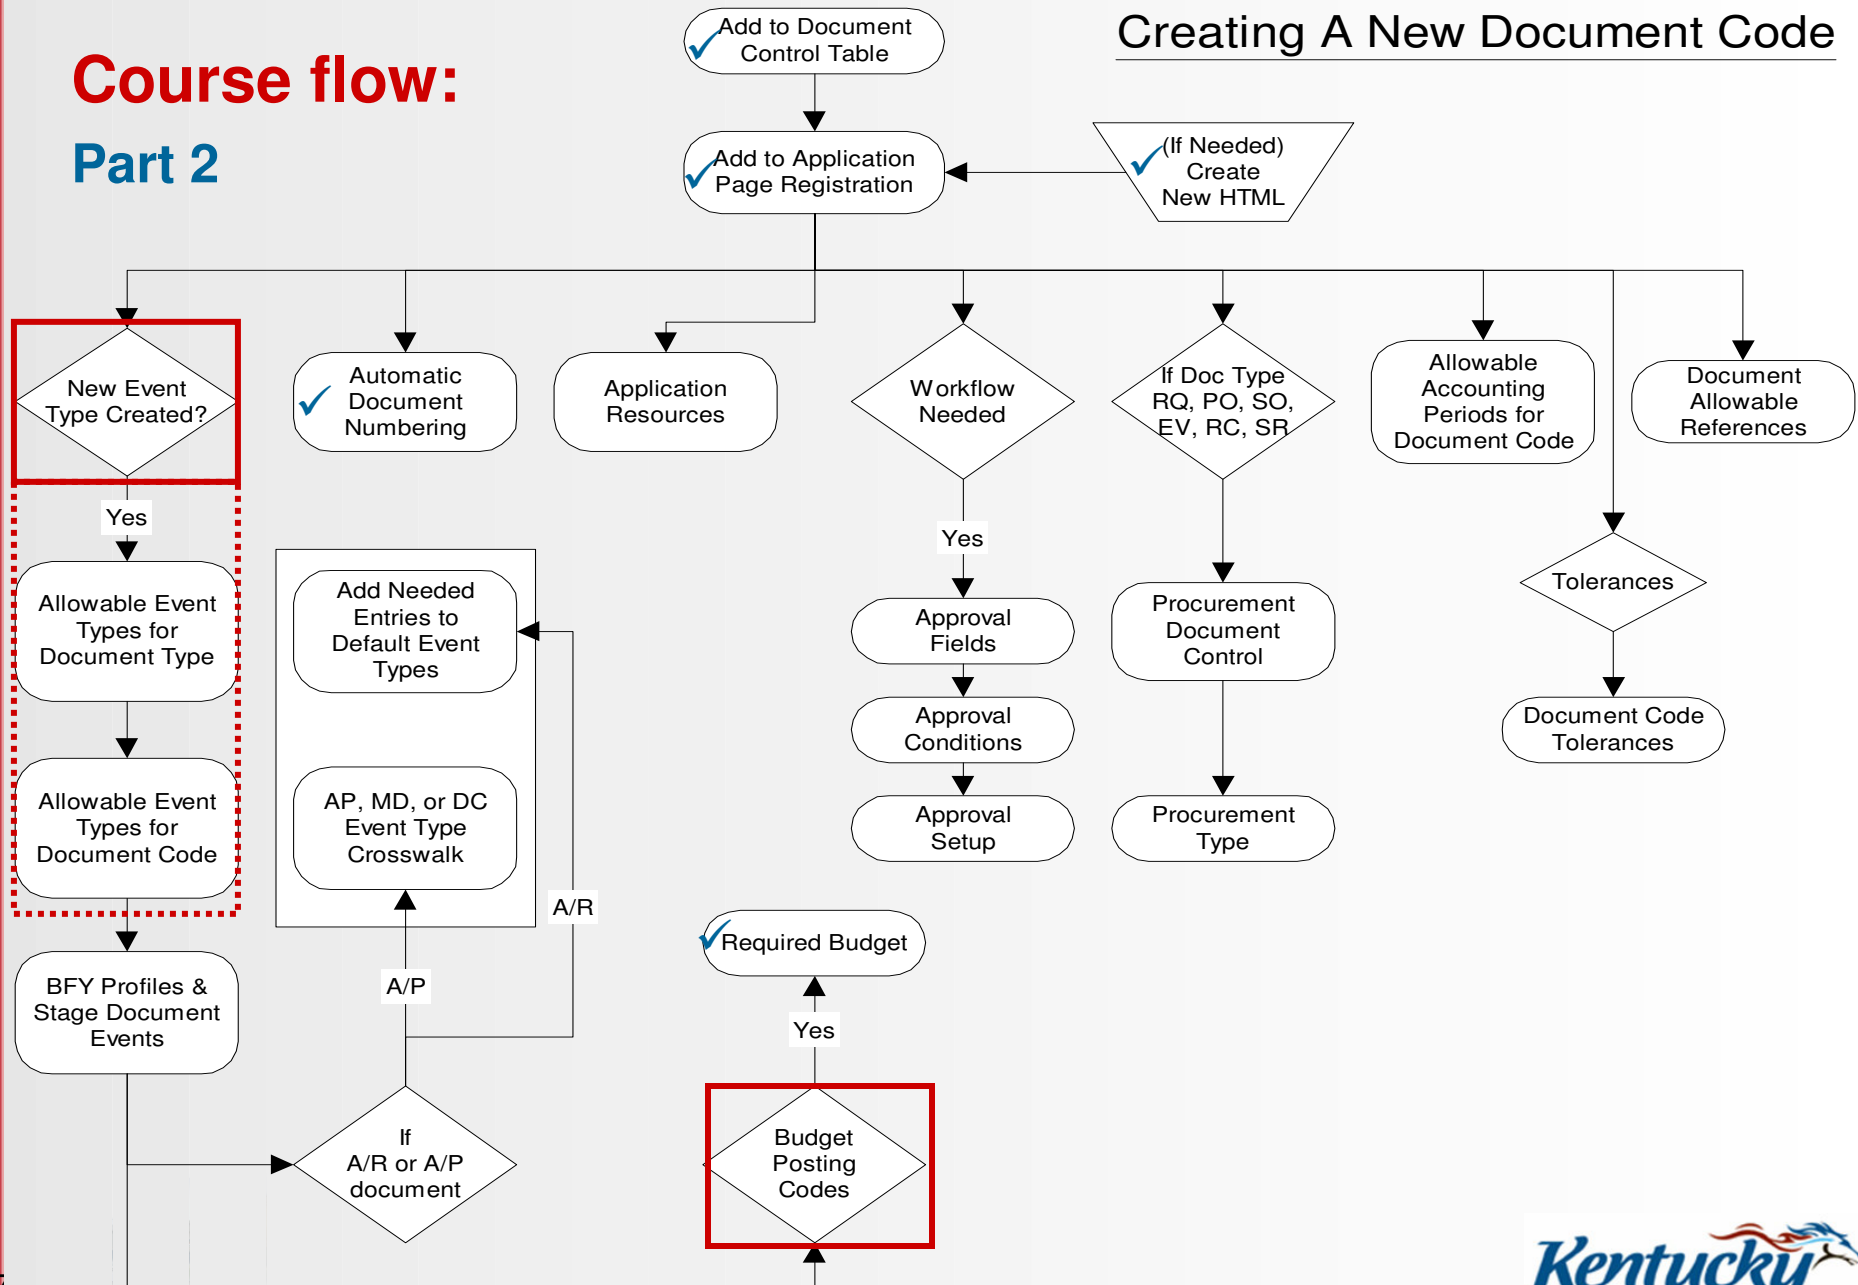 Creating A New Document Code
Course flow:
Part 2
Add to Document
Control Table
Add to Application
Page Registration
(If Needed)
Create
New HTML
New Event
Type Created?
Automatic
Document
Numbering
Application
Resources
Workflow
Needed
If Doc Type
RQ, PO, SO,
EV, RC, SR
Allowable
Accounting
Periods for
Document Code
Document
Allowable
References
Yes
Allowable Event
Types for
Document Type
Allowable Event
Types for
Document Code
BFY Profiles &
Stage Document
Events
Add Needed
Entries to
Default Event
Types
AP, MD, or DC
Event Type
Crosswalk
A/R
A/P
If
A/R or A/P
document
Yes
Approval
Fields
Approval
Conditions
Approval
Setup
Procurement
Document
Control
Procurement
Type
Tolerances
Document Code
Tolerances
Required Budget
Yes
Budget
Posting
Codes
Kentucky